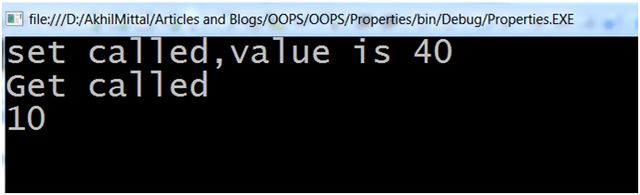 file:///D:/AkhilMittal/Articles and Blogs/OOPS/OOPS/Properties/bin/Debug/Properties.EXE
set called,value is 40
Get called
10